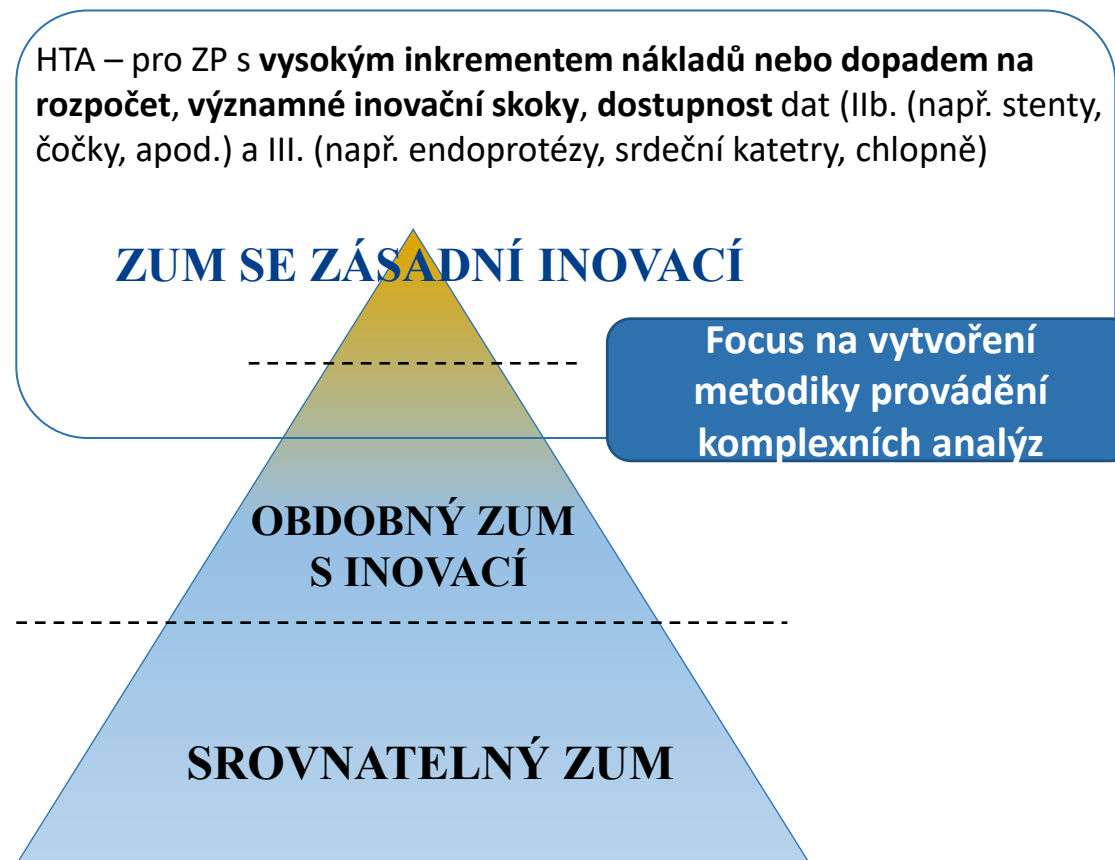 HTA – pro ZP s vysokým inkrementem nákladů nebo dopadem na
rozpočet, významné inovační skoky, dostupnost dat (IIb. (např. stenty,
čočky, apod.) a III. (např. endoprotézy, srdeční katetry, chlopně)
ZUM SE ZÁSADNÍ INOVACÍ
Focus na vytvoření
metodiky provádění
komplexních analýz
OBDOBNÝ ZUM
S INOVACÍ
SROVNATELNÝ ZUM